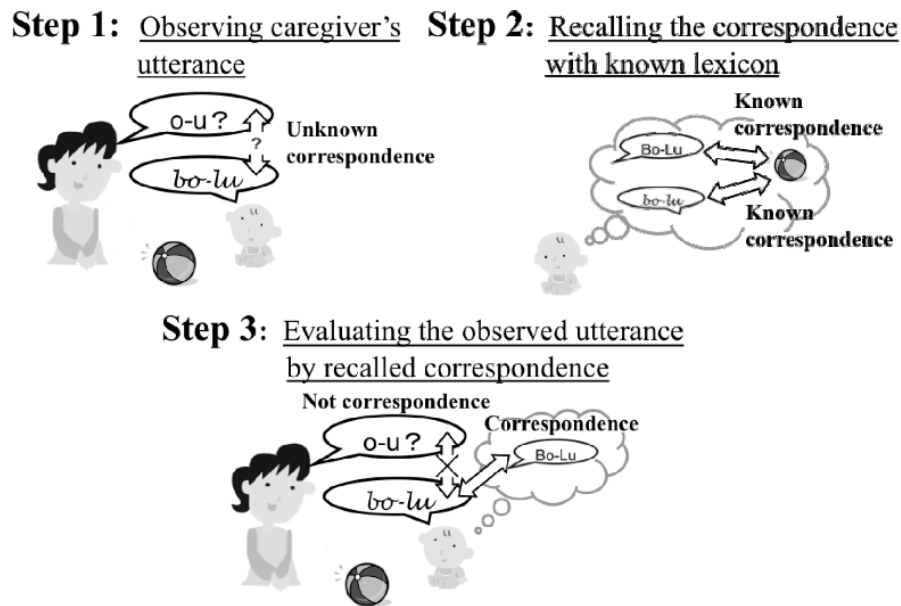 Step 1: Observing caregiver's
utterance
o-u ?
?
bo-lu
Unknown
correspondence
Step 2: Recalling the correspondence
with known lexicon
Known
correspondence
Bo-Lu
bo-lu
Known
correspondence
Step 3: Evaluating the observed utterance
by recalled correspondence
Not correspondence
o-u ?
bo-lu
Correspondence
Bo-Lu